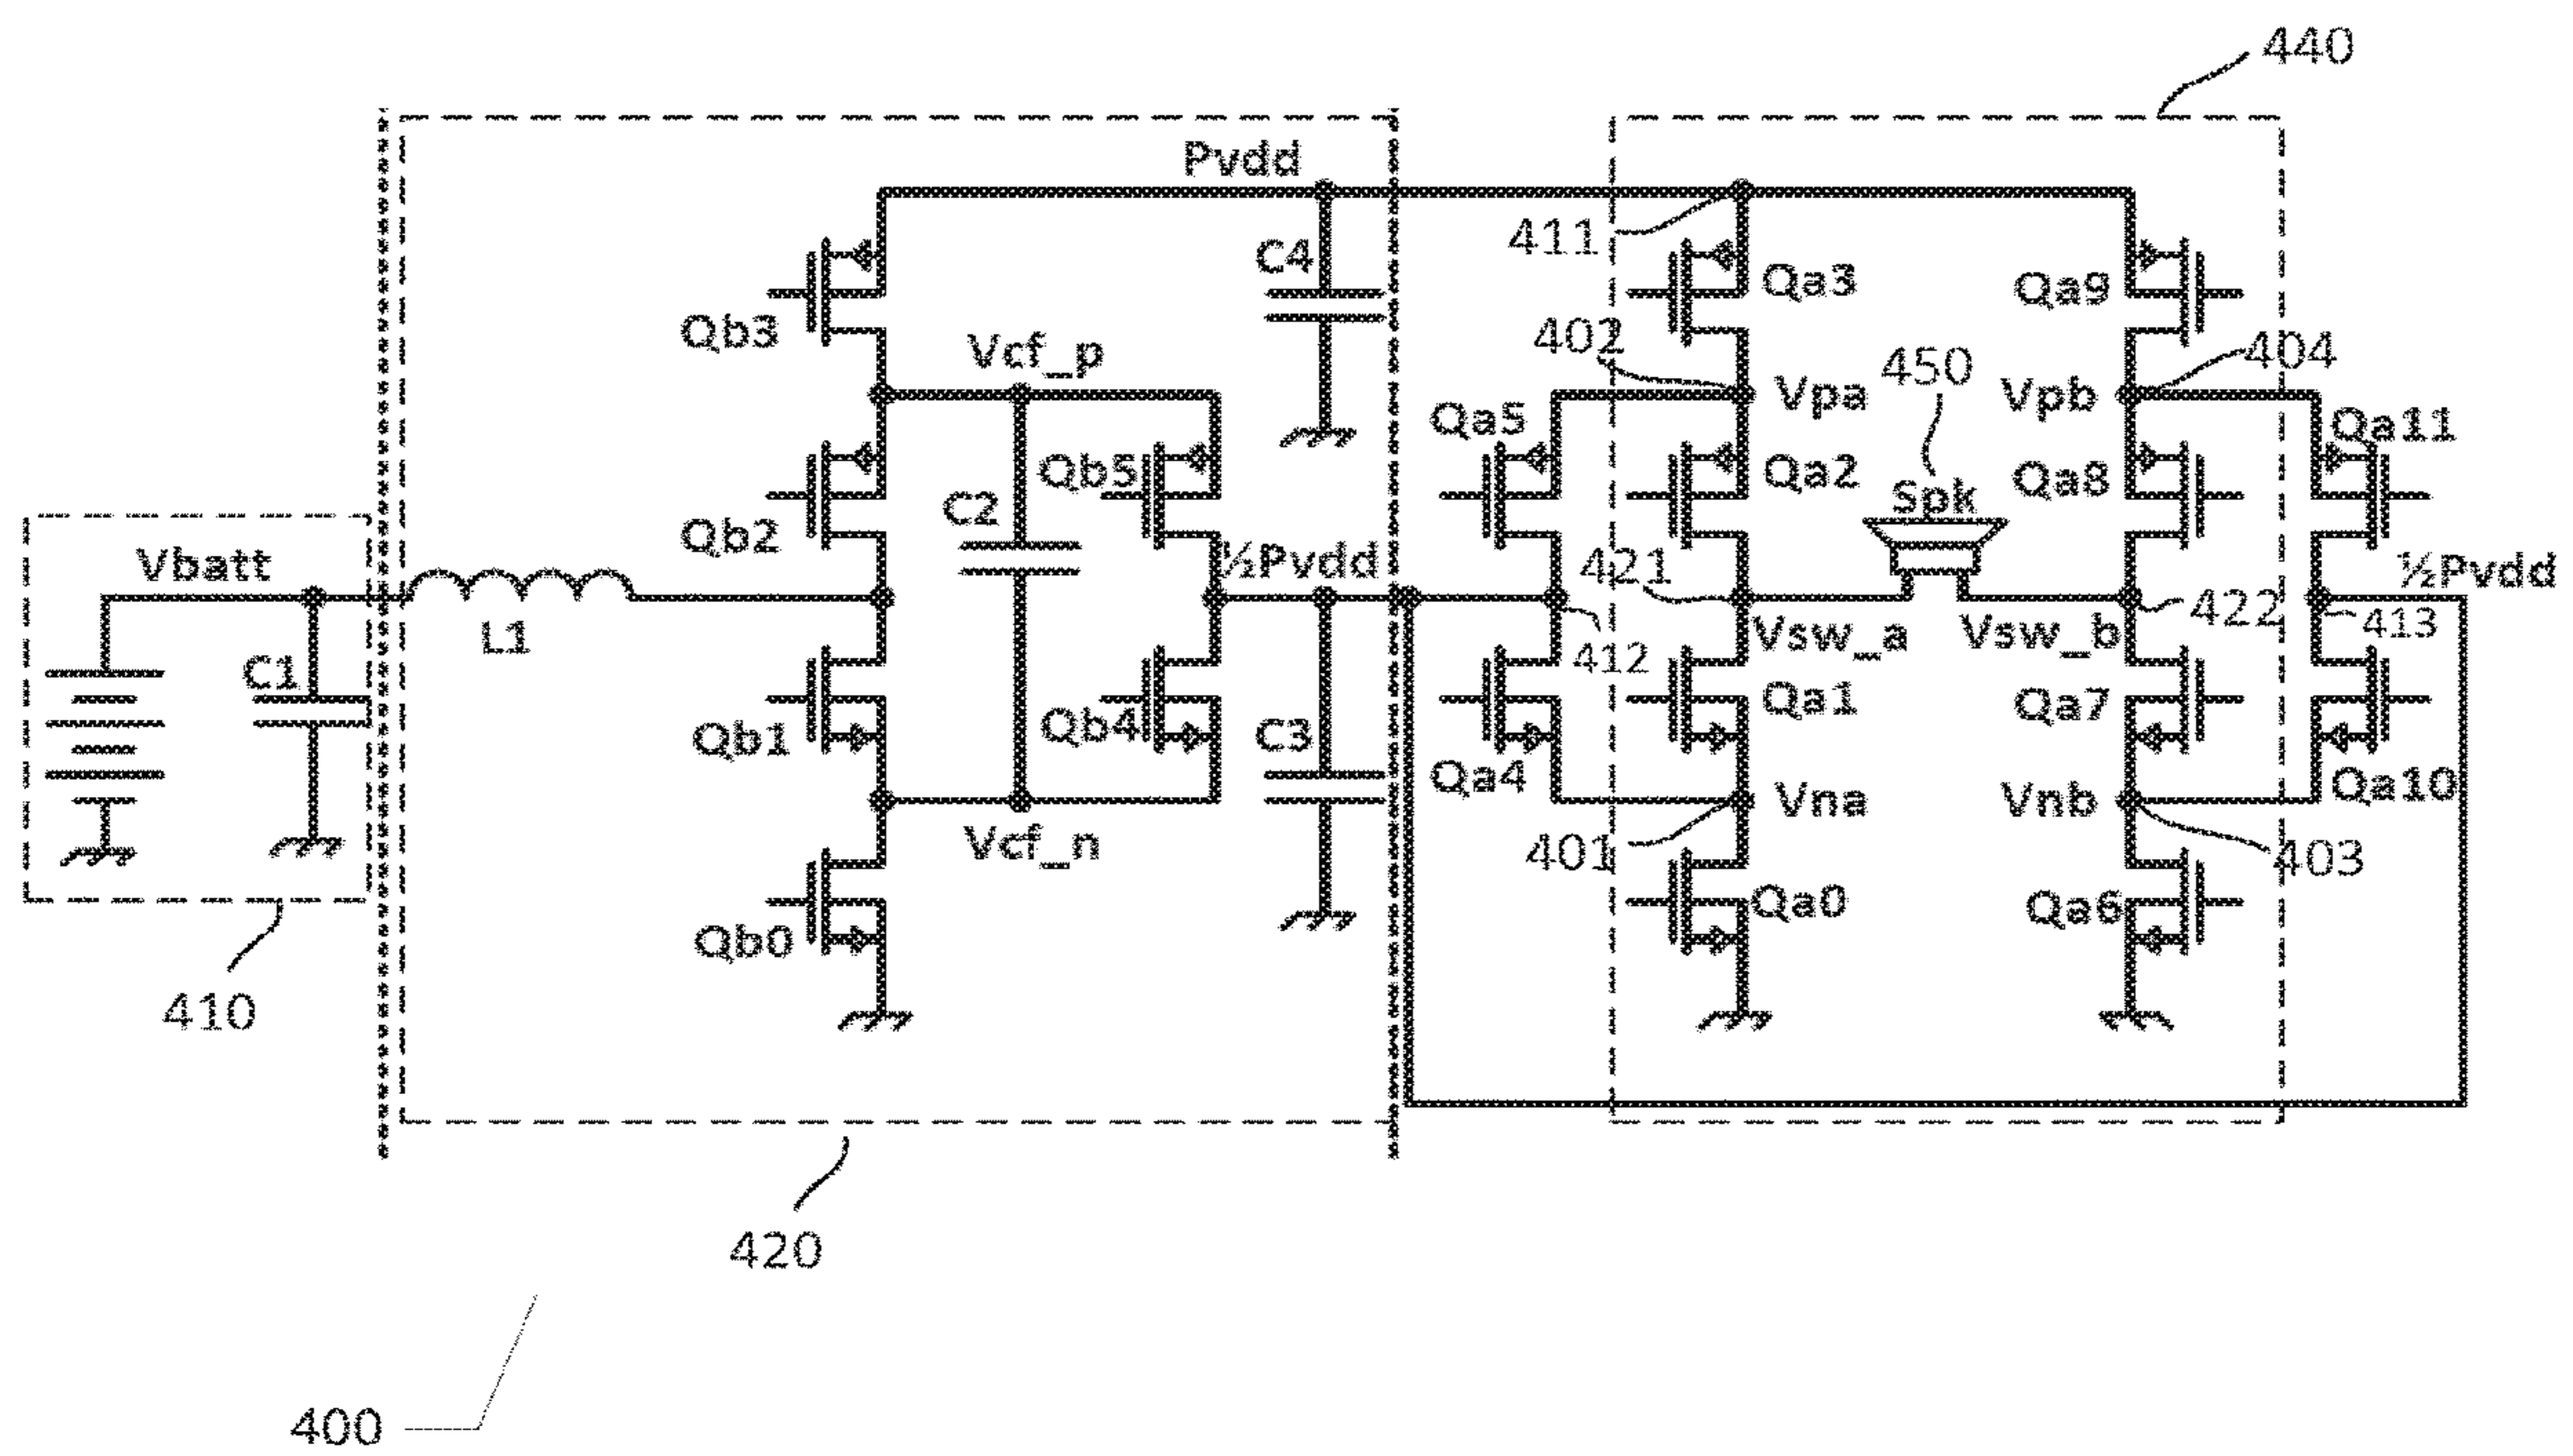 440
Pvdd
411
C4
Qa3
Qa9
Qb3
402
404
Vcf_p
450
Vpa
Vpb
Qa5
Qa11
Qb5
Qa2
Qa8
Spk
C2
Qb2
Vbatt
½Pvdd
421
½Pvdd
L1
422
413
Vsw_a
Vsw_b
412
C1
Qa1
Qa7
Qb1
Qb4
C3
Qa4
Qa10
Vna
Vnb
Vcf_n
401
403
Qa0
Qa6
Qb0
410
420
400